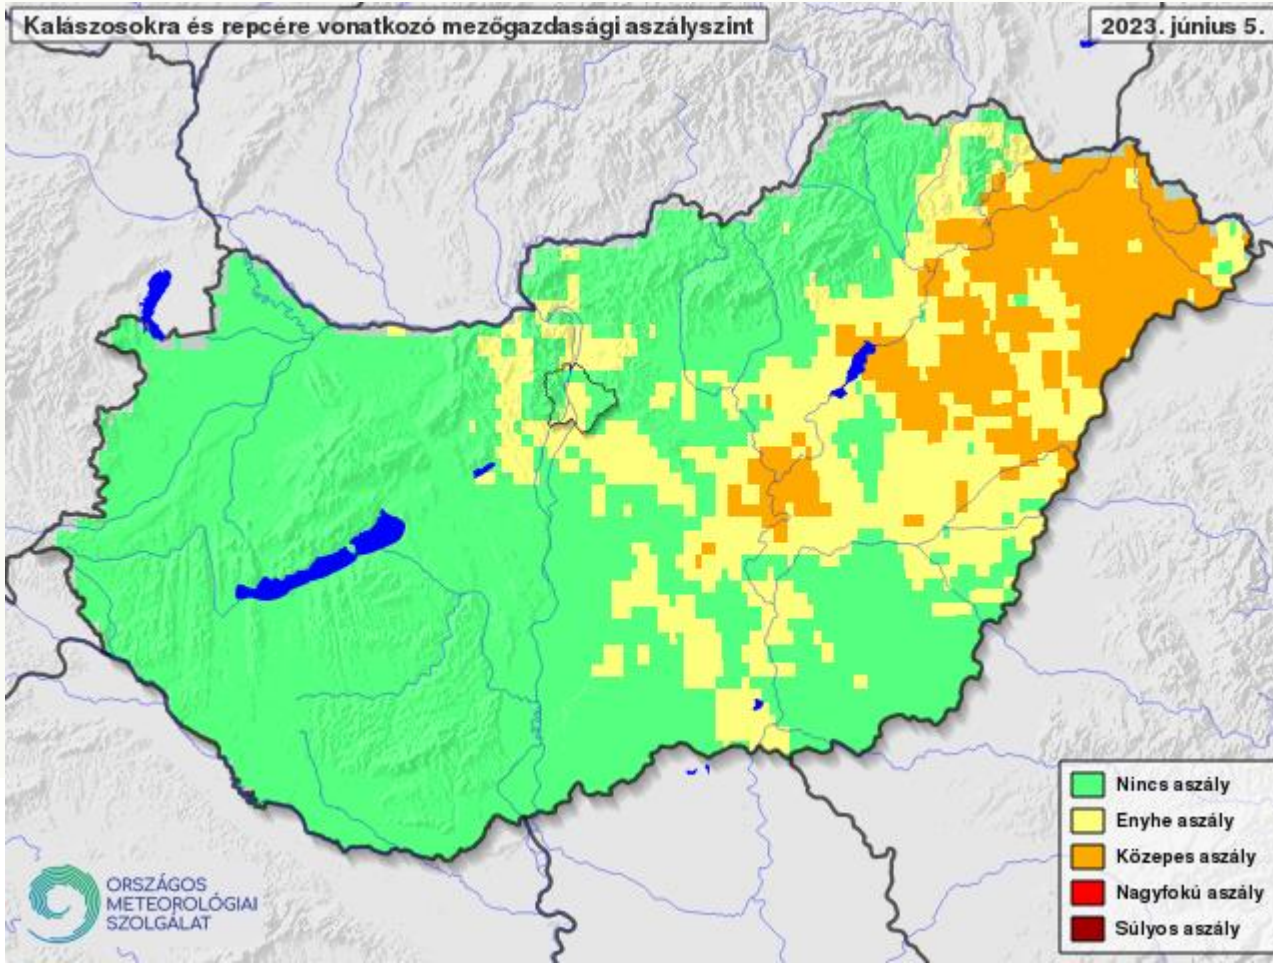 Kalászosokra és repcére vonatkozó mezőgazdasági aszályszint
2023. június 5.
Nincs aszály
Enyhe aszály
Közepes aszály
Nagyfokú aszály
Súlyos aszály
ORSZÁGOS
METEOROLÓGIAI
SZOLGÁLAT